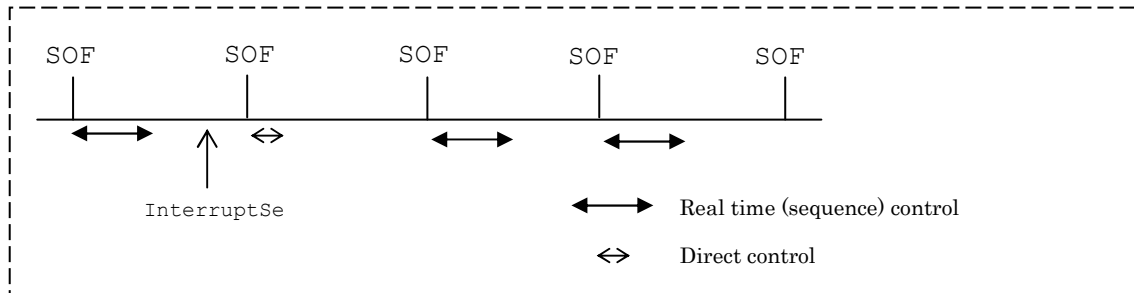 SOF SOF SOF SOF SOF
InterruptSe
Real time (sequence) control
Direct control